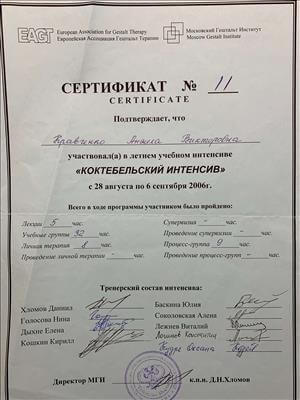 EAGT
European Association for Gestalt Therapy
Европейская Ассоциация Гештальт Терапии
Московский Гештальт Институт
Moscow Gestalt Institute
СЕРТИФИКАТ № 11
CERTIFICATE
Подтверждает, что
Кравченко Викторовна
участвовал(а) в летнем учебном интенсиве
«КОКТЕБЕЛЬСКИЙ ИНТЕНСИВ»
с 28 августа по 6 сентября 2006г.
Всего в ходе программы участником было пройдено:
Лекции 5 час. Супервизия - час.
Учебные группы 32 час. Проведение супервизии - час.
Личная терапия 8 час. Процесс-группа 9 час.
Проведение личной терапии - час. Проведение процесс-групп - час.
Тренерский состав интенсива:
Хломов Даниил Баскина Юлия
Голосова Нина Соколовская Алена
Дыхне Елена Лежнев Виталий
Кошкин Кирилл Константин
Кудря Оксана
Директор МГИ к.п.н. Д.Н.Хломов